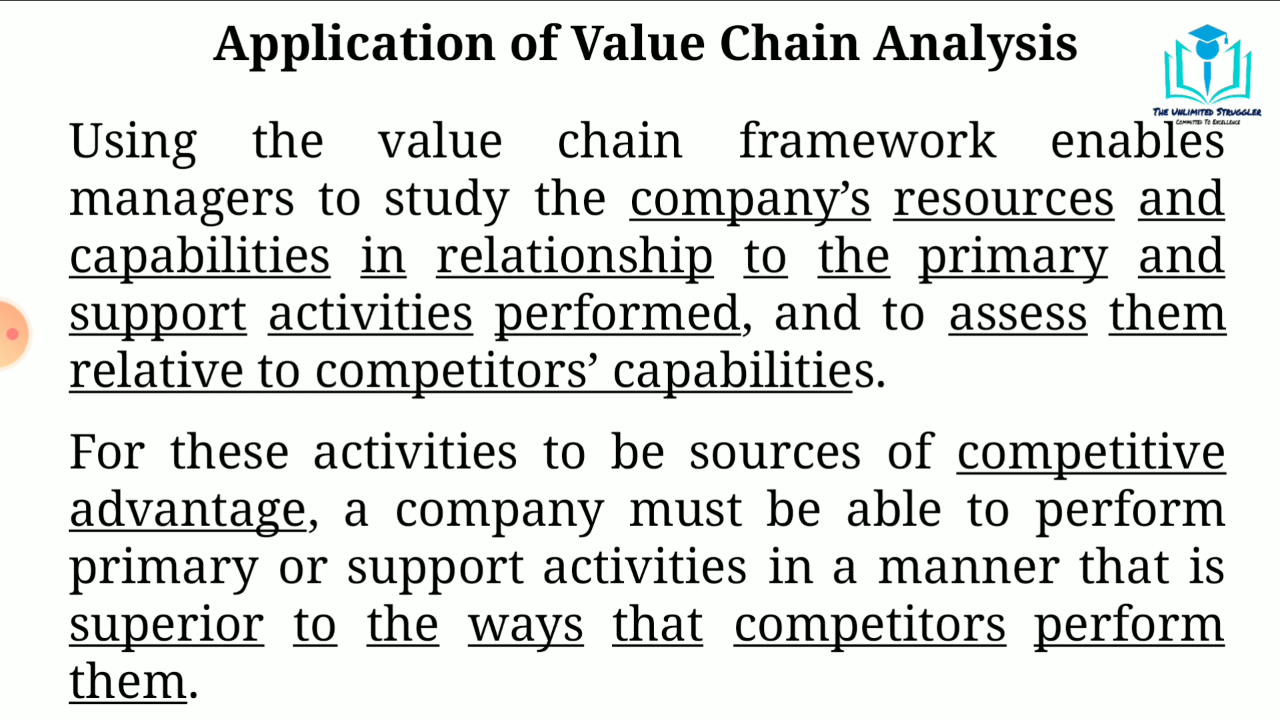 Application of Value Chain Analysis
THE UNLIMITED STRUGGLER
COMMITTED TO EXCELLENCE
Using the value chain framework enables
managers to study the company’s resources and
capabilities in relationship to the primary and
support activities performed, and to assess them
relative to competitors’ capabilities.
For these activities to be sources of competitive
advantage, a company must be able to perform
primary or support activities in a manner that is
superior to the ways that competitors perform
them.